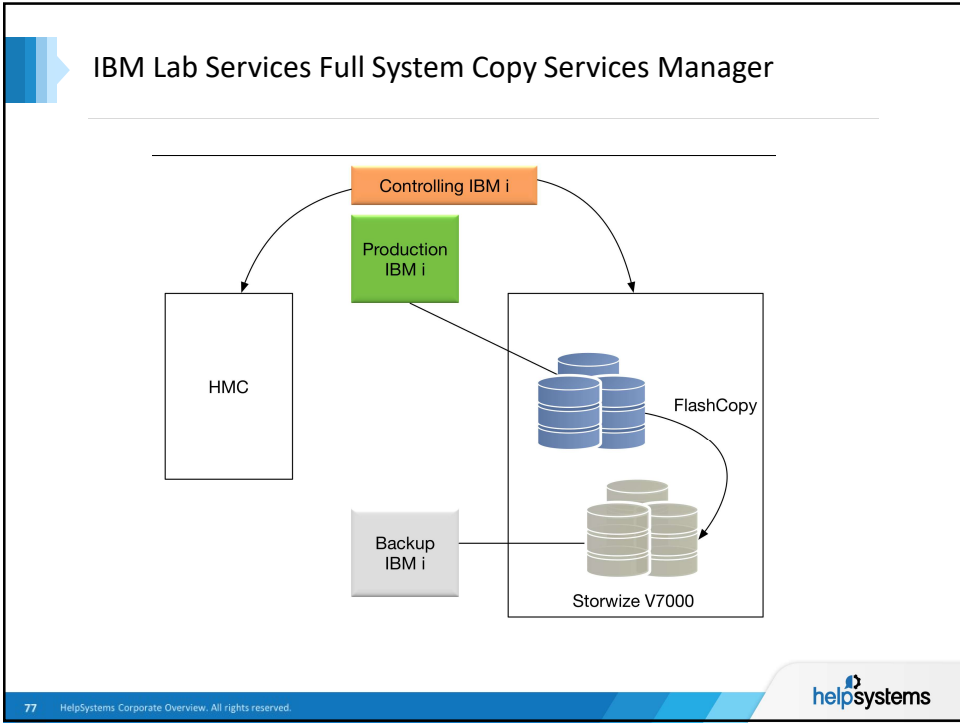 IBM Lab Services Full System Copy Services Manager
Controlling IBM i
Production
IBM i
HMC
FlashCopy
Backup
IBM i
Storwize V7000
77 HelpSystems Corporate Overview. All rights reserved.
helpsystems